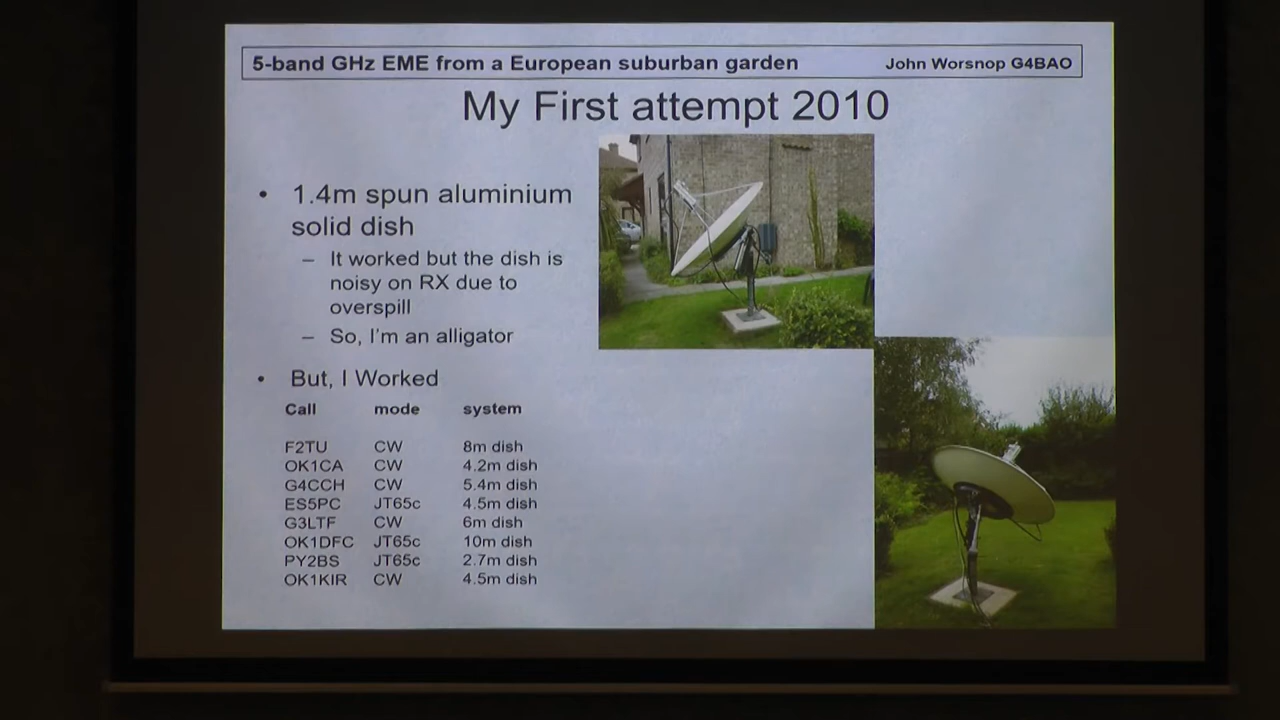 5-band GHz EME from a European suburban garden John Worsnop G4BAO
My First attempt 2010
• 1.4m spun aluminium
solid dish
– It worked but the dish is
noisy on RX due to
overspill
– So, I'm an alligator
• But, I Worked
Call mode system
F2TU CW 8m dish
OK1CA CW 4.2m dish
G4CCH CW 5.4m dish
ES5PC JT65c 4.5m dish
G3LTF CW 6m dish
OK1DFC JT65c 10m dish
PY2BS JT65c 2.7m dish
OK1KIR CW 4.5m dish